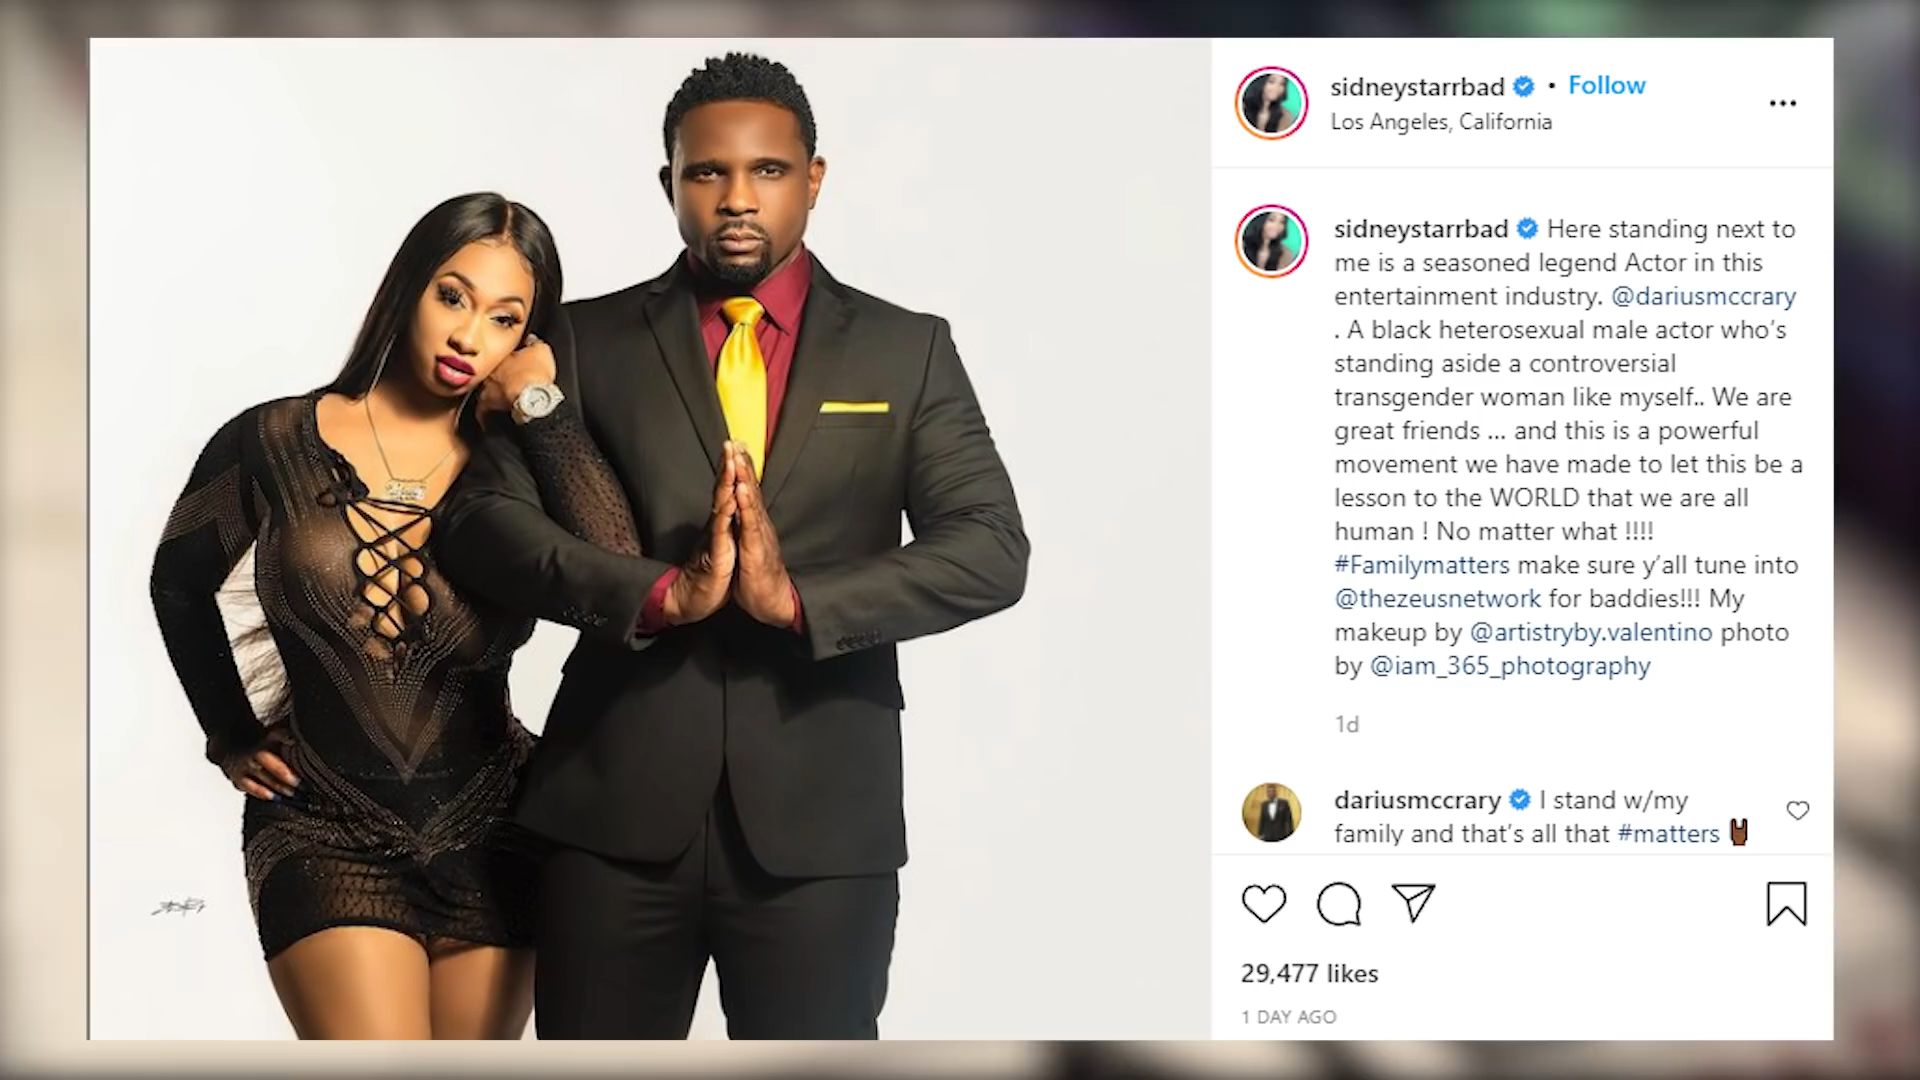 sidneystarrbad • Follow
Los Angeles, California
sidneystarrbad Here standing next to
me is a seasoned legend Actor in this
entertainment industry. @dariusmccrary
. A black heterosexual male actor who's
standing aside a controversial
transgender woman like myself.. We are
great friends ... and this is a powerful
movement we have made to let this be a
lesson to the WORLD that we are all
human ! No matter what !!!!
#Familymatters make sure y'all tune into
@thezeusnetwork for baddies!!! My
makeup by @artistryby.valentino photo
by @iam_365_photography
1d
dariusmccrary I stand w/my
family and that's all that #matters 🤘🏿
29,477 likes
1 DAY AGO